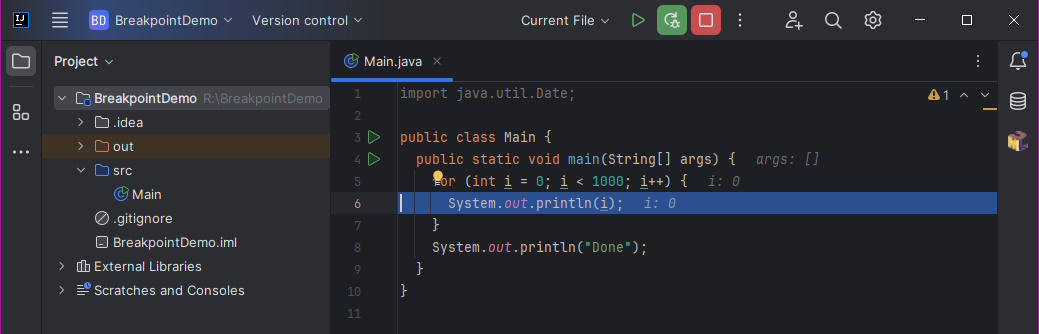 IJ BD BreakpointDemo Version control Current File
Project
BreakpointDemo R:\BreakpointDemo
.idea
out
src
Main
.gitignore
BreakpointDemo.iml
External Libraries
Scratches and Consoles
Main.java
1 import java.util.Date; 1
2
3 public class Main {
4 public static void main(String[] args) { args: []
5 or (int i = 0; i < 1000; i++) { i: 0
6 System.out.println(i); i: 0
7 }
8 System.out.println("Done");
9 }
10 }
11